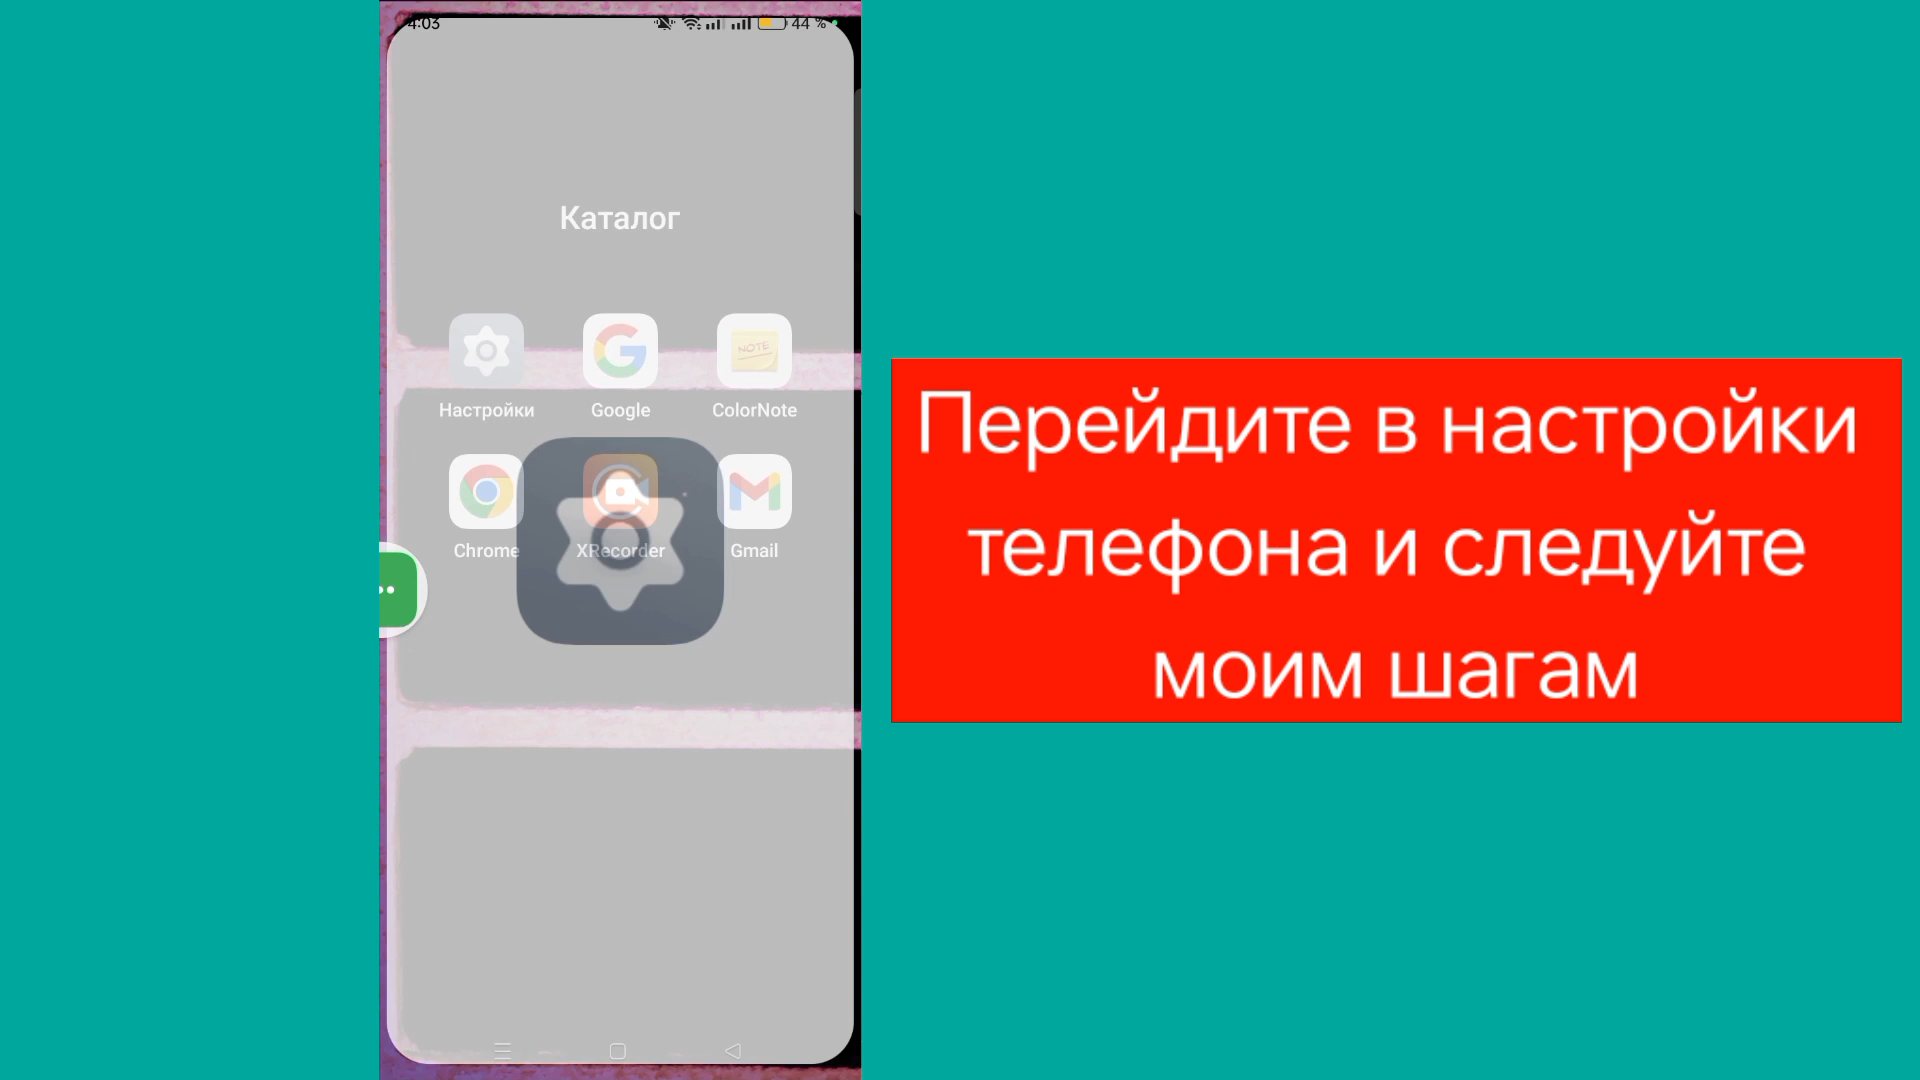 4:03
44 %
Каталог
NOTE
Настройки
Google
ColorNote
Chrome
XRecorder
Gmail
Перейдите в настройки
телефона и следуйте
моим шагам